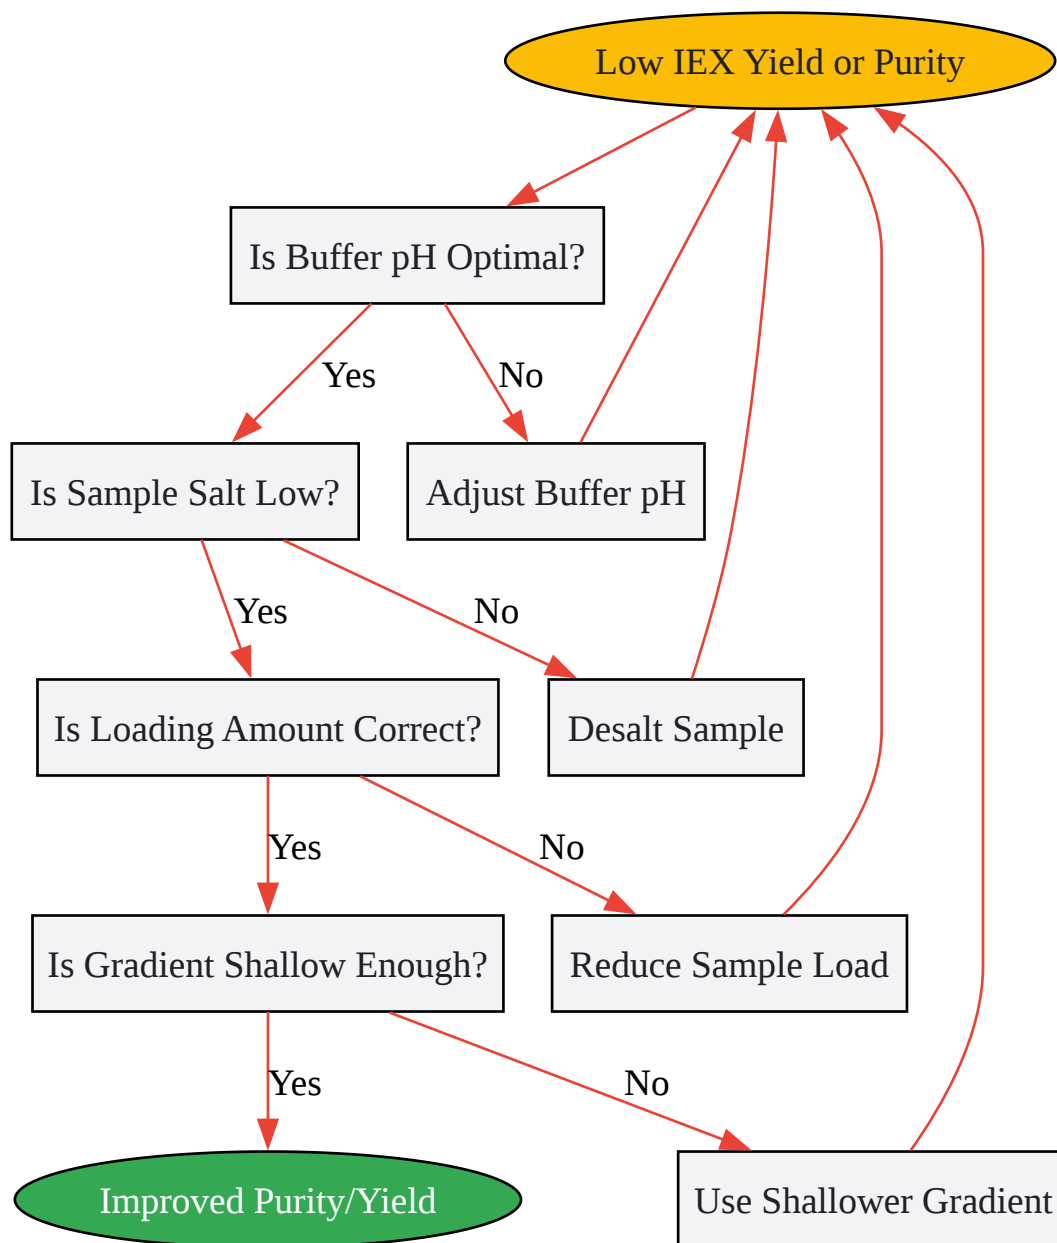 Low IEX Yield or Purity
Is Buffer pH Optimal?
Yes
No
Is Sample Salt Low?
Adjust Buffer pH
Yes
No
Is Loading Amount Correct?
Desalt Sample
Yes
No
Is Gradient Shallow Enough?
Reduce Sample Load
Yes
No
Improved Purity/Yield
Use Shallower Gradient